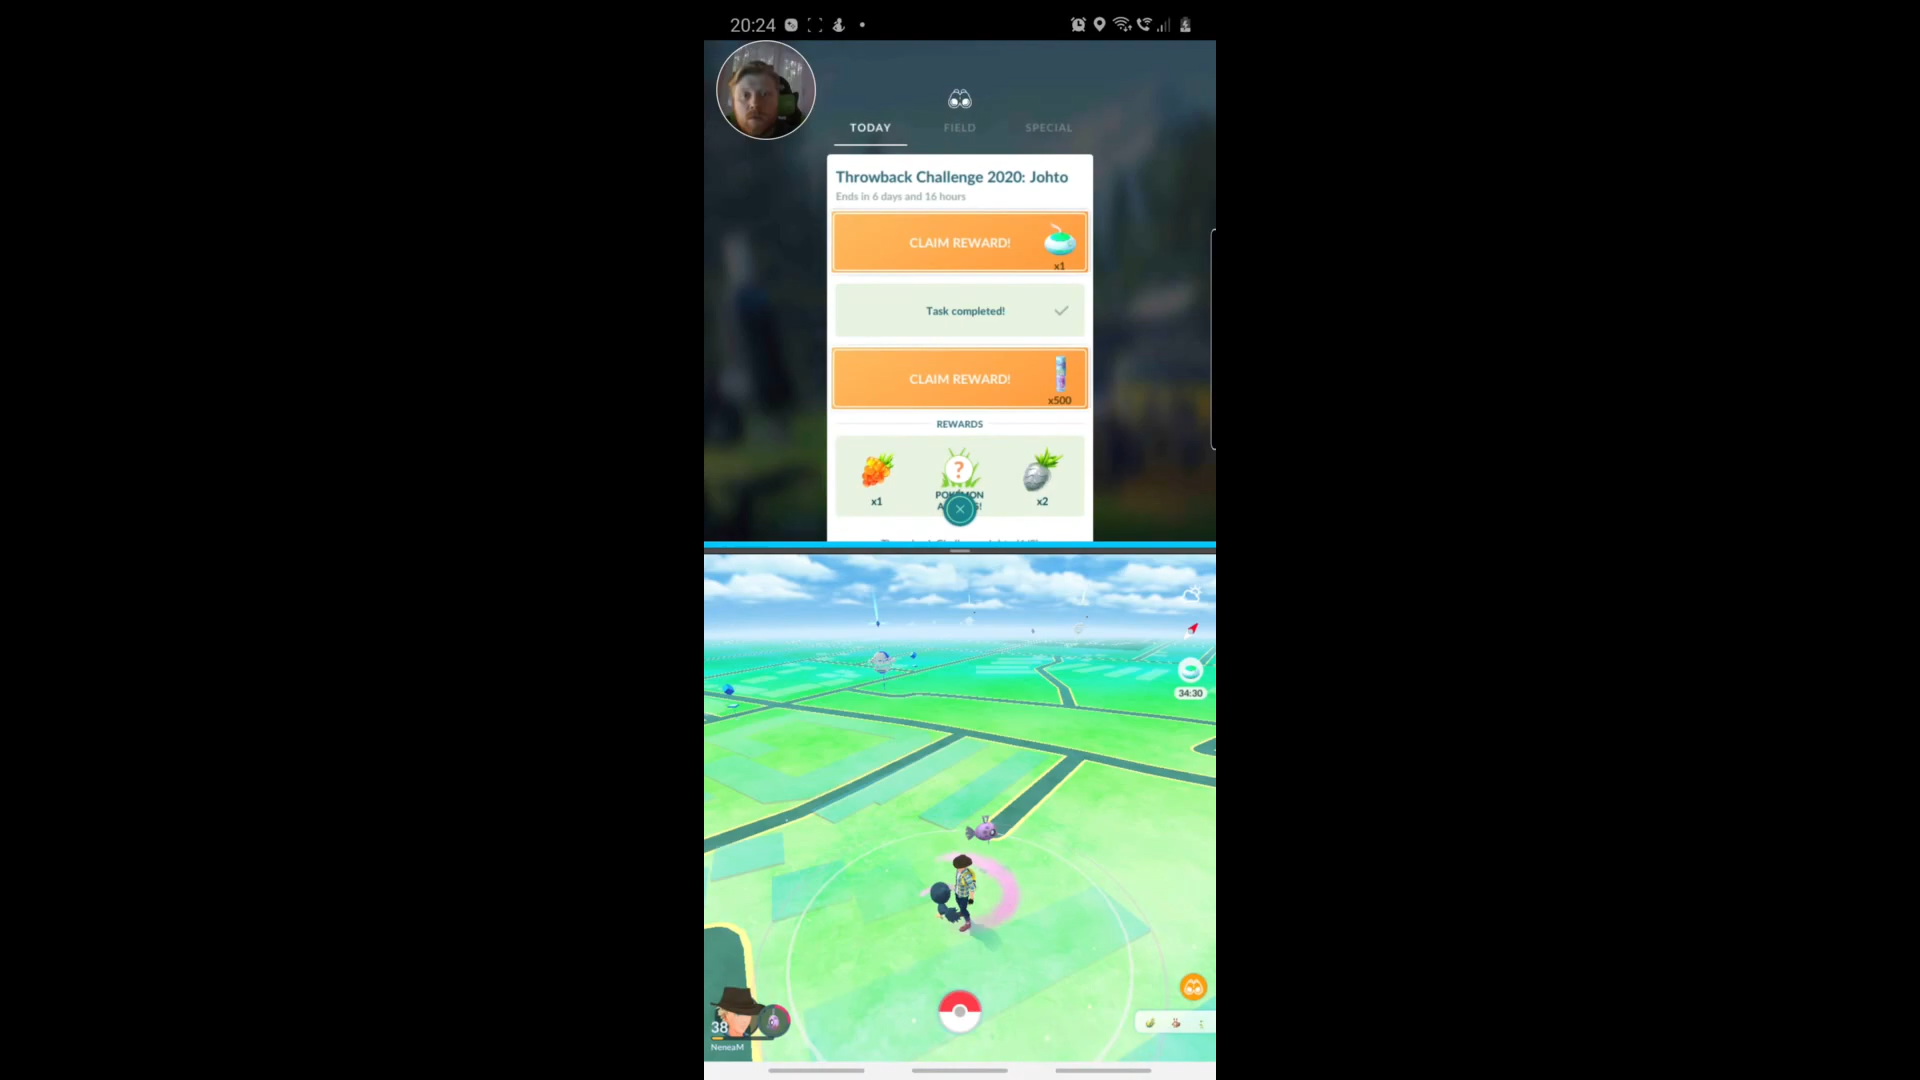 20:24
TODAY FIELD SPECIAL
Throwback Challenge 2020: Johto
Ends in 6 days and 16 hours
CLAIM REWARD!
x1
Task completed!
CLAIM REWARD!
x500
REWARDS
?
x1 x2
34:30
38
NeneaM